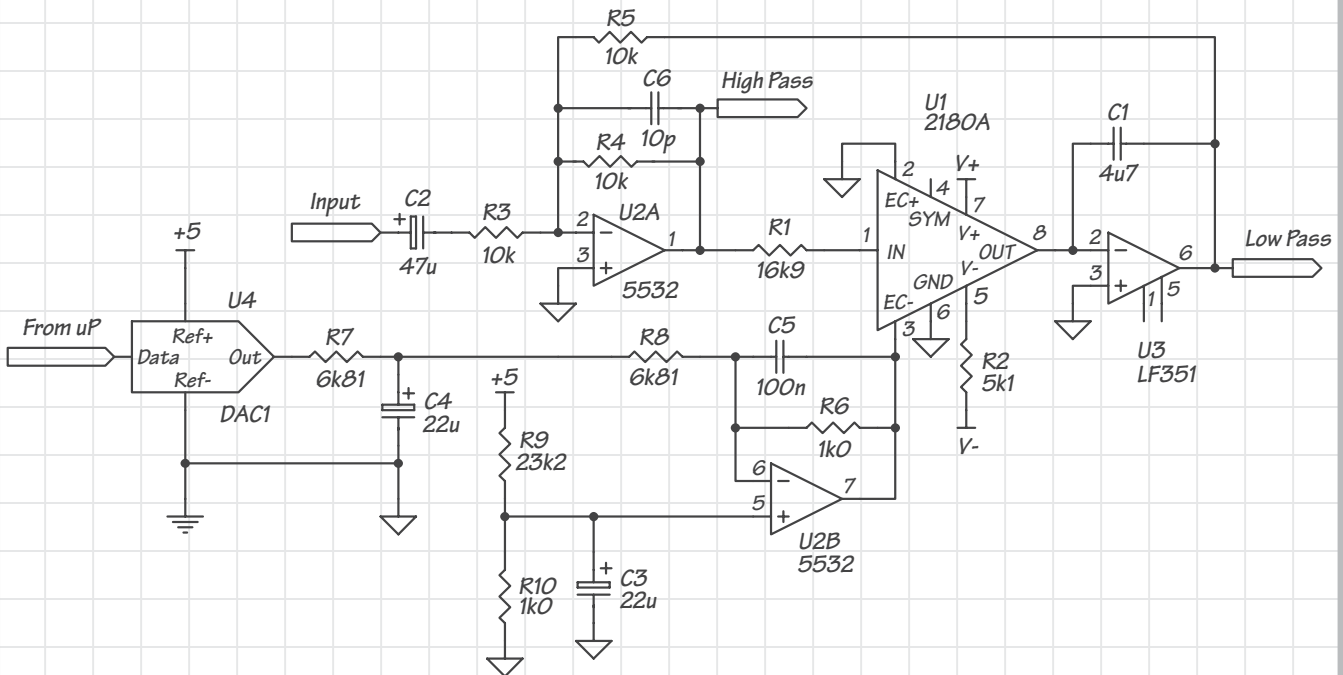 R5
10k
C6
High Pass
10p
R4
10k
U1
2180A
C1
4u7
V+
2
4
7
EC+
SYM
V+
Input
+
C2
47u
R3
10k
U2A
2
−
3
+
1
5532
R1
16k9
1
IN
OUT
8
V-
GND
EC-
5
6
3
2
−
3
+
6
1
5
U3
LF351
Low Pass
R2
5k1
V-
+5
U4
From uP
Ref+
Data
Out
Ref-
DAC1
R7
6k81
+
C4
22u
R8
6k81
C5
100n
R6
1k0
+5
R9
23k2
6
−
5
+
7
U2B
5532
R10
1k0
+
C3
22u